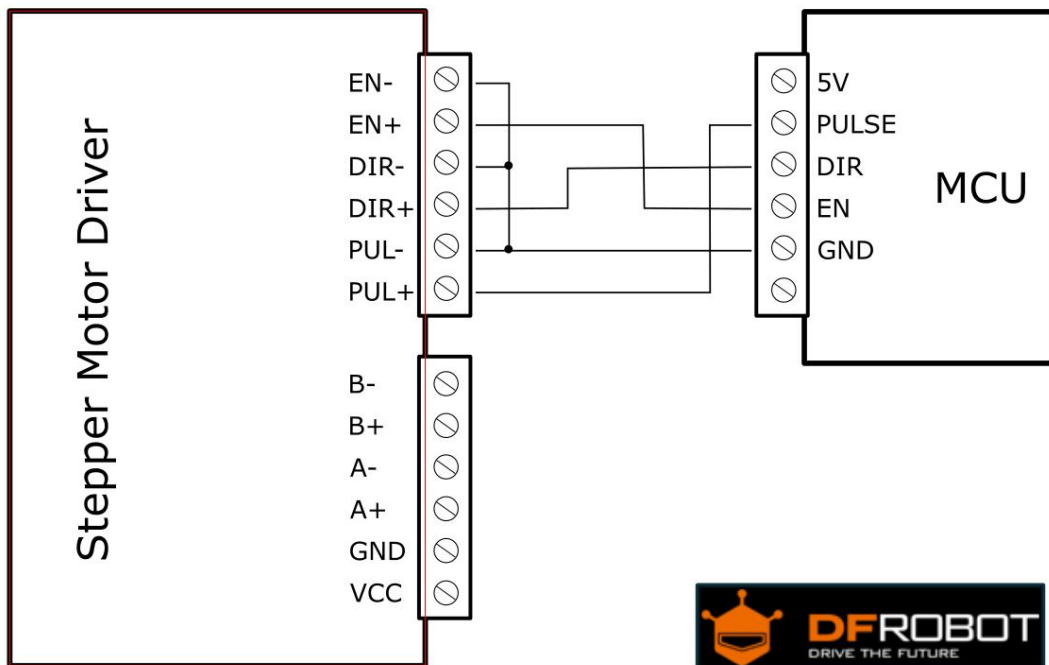 Stepper Motor Driver
EN-
EN+
DIR-
DIR+
PUL-
PUL+
B-
B+
A-
A+
GND
VCC
5V
PULSE
DIR
EN
GND
MCU
DFROBOT
DRIVE THE FUTURE